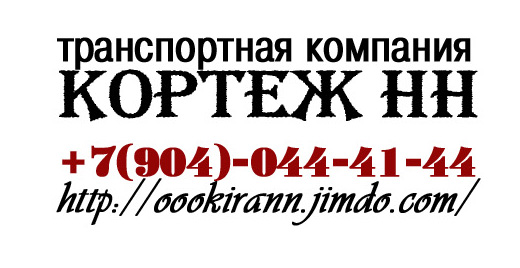 транспортная компания
КОРТЕЖ НН
+7(904)-044-41-44
http://oookirann.jimdo.com/